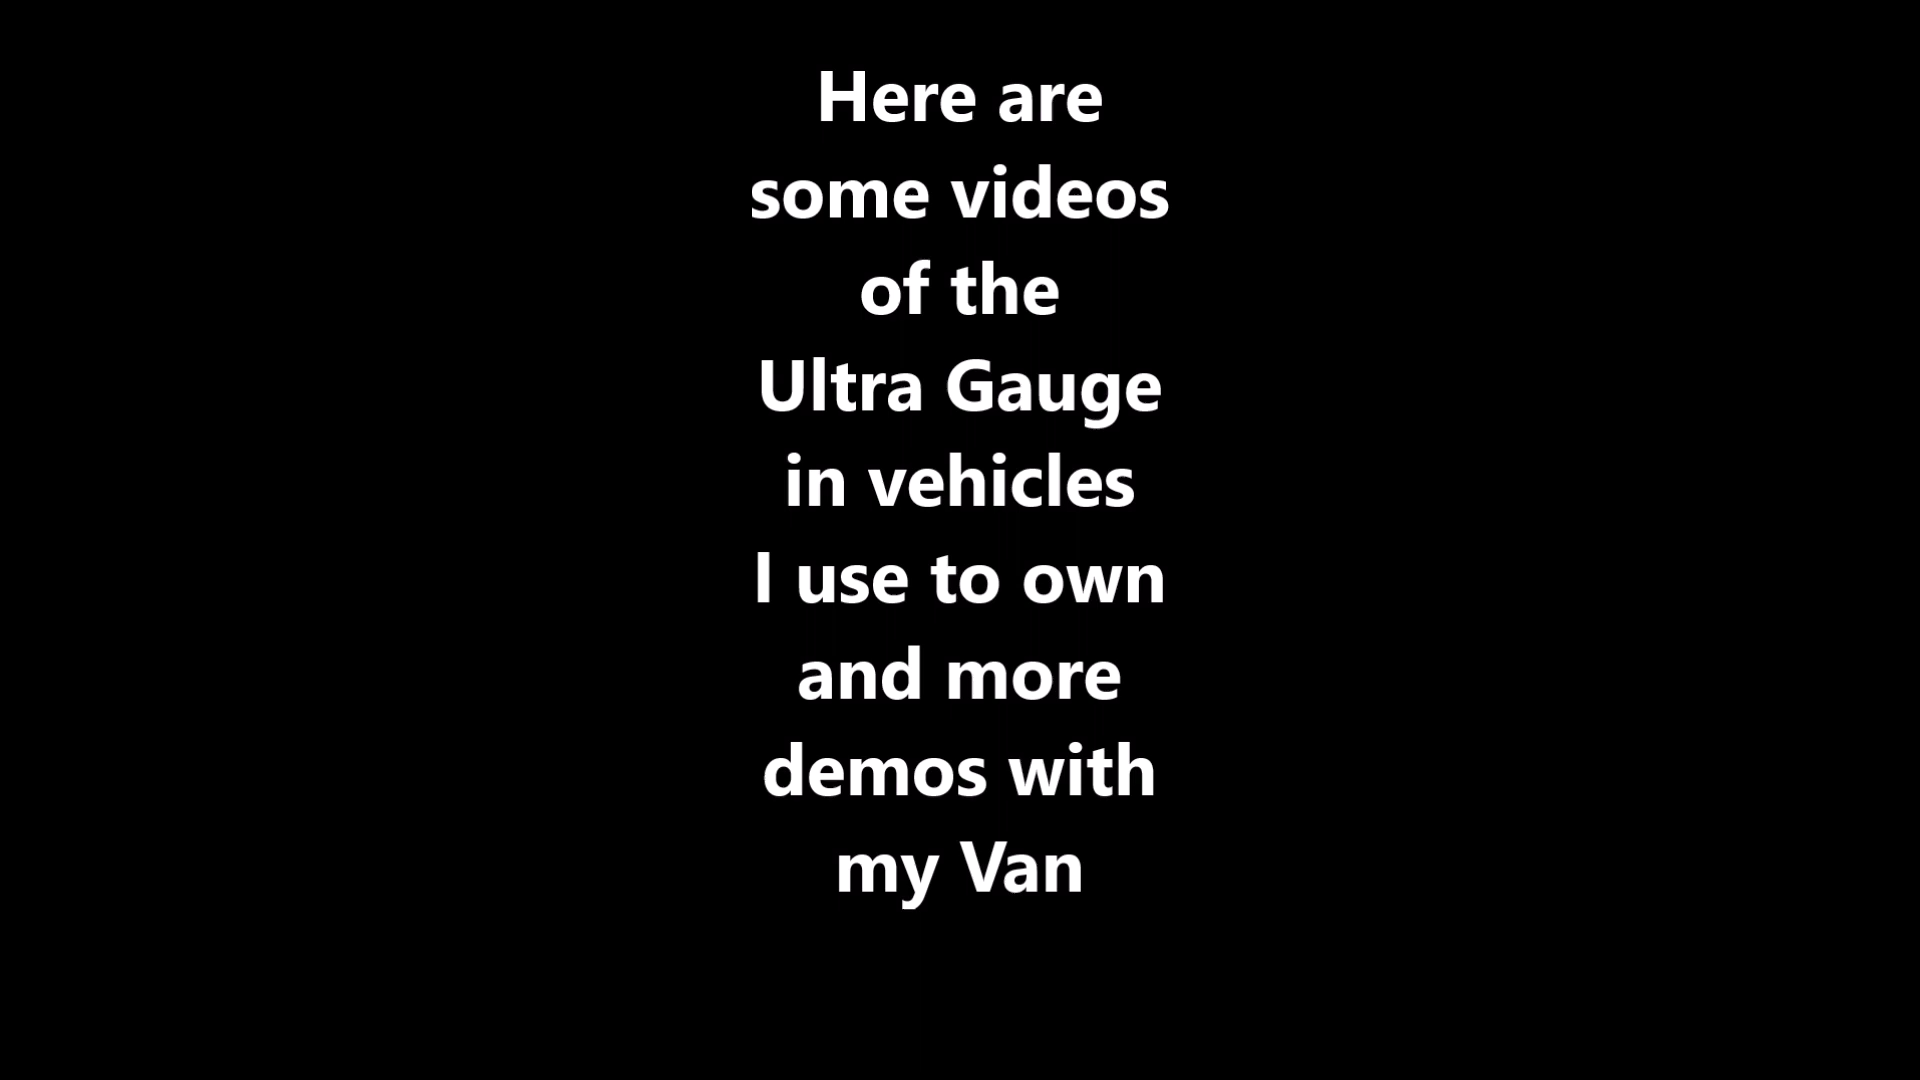 Here are
some videos
of the
Ultra Gauge
in vehicles
I use to own
and more
demos with
my Van